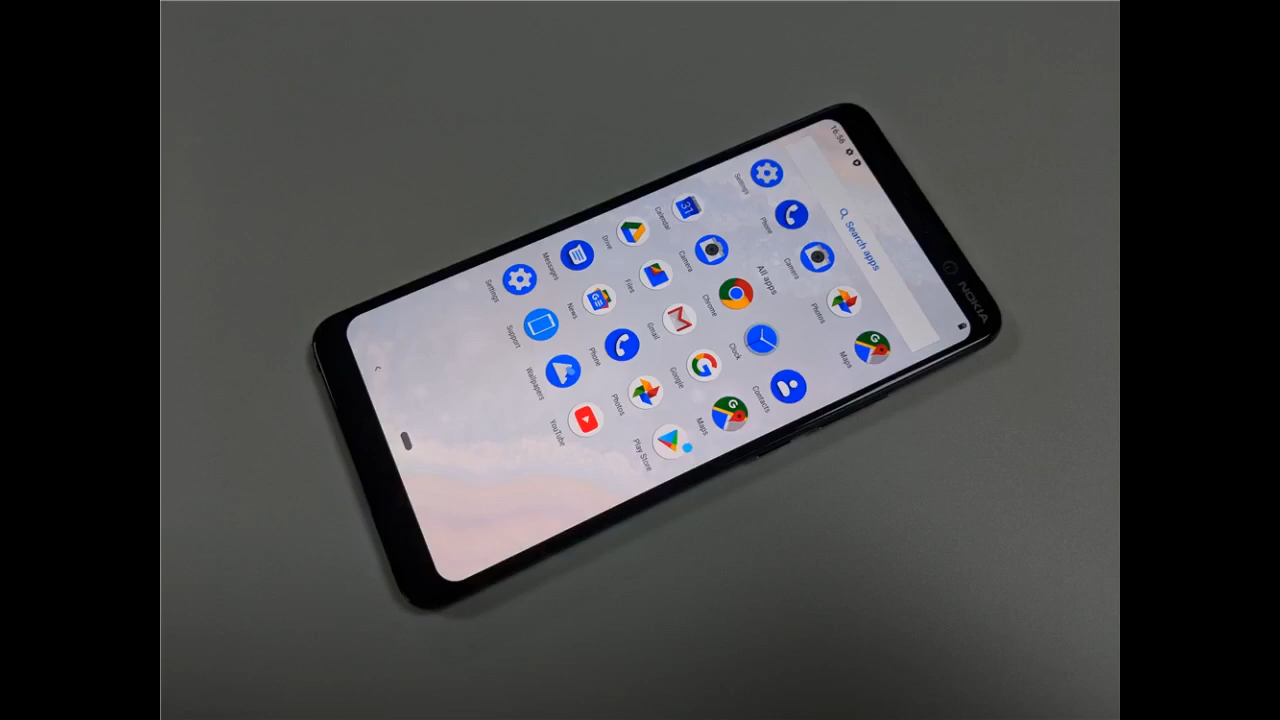 NOKIA
16:56
Search apps
Settings Phone Camera Photos Maps
All apps
31
Calendar Camera Chrome Clock Contacts
Drive Files Gmail Google Maps
Messages News Phone Photos Play Store
Settings Support Wallpapers YouTube